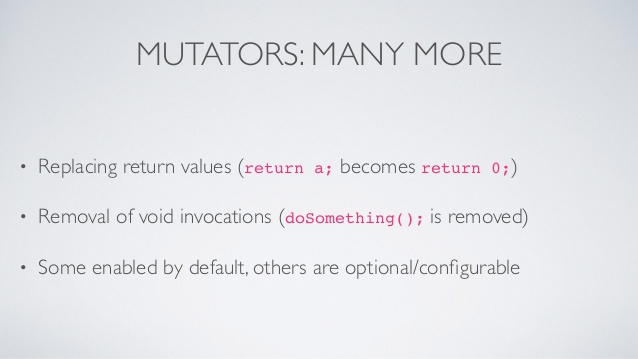 MUTATORS: MANY MORE
• Replacing return values (return a; becomes return 0;)
• Removal of void invocations (doSomething(); is removed)
• Some enabled by default, others are optional/configurable